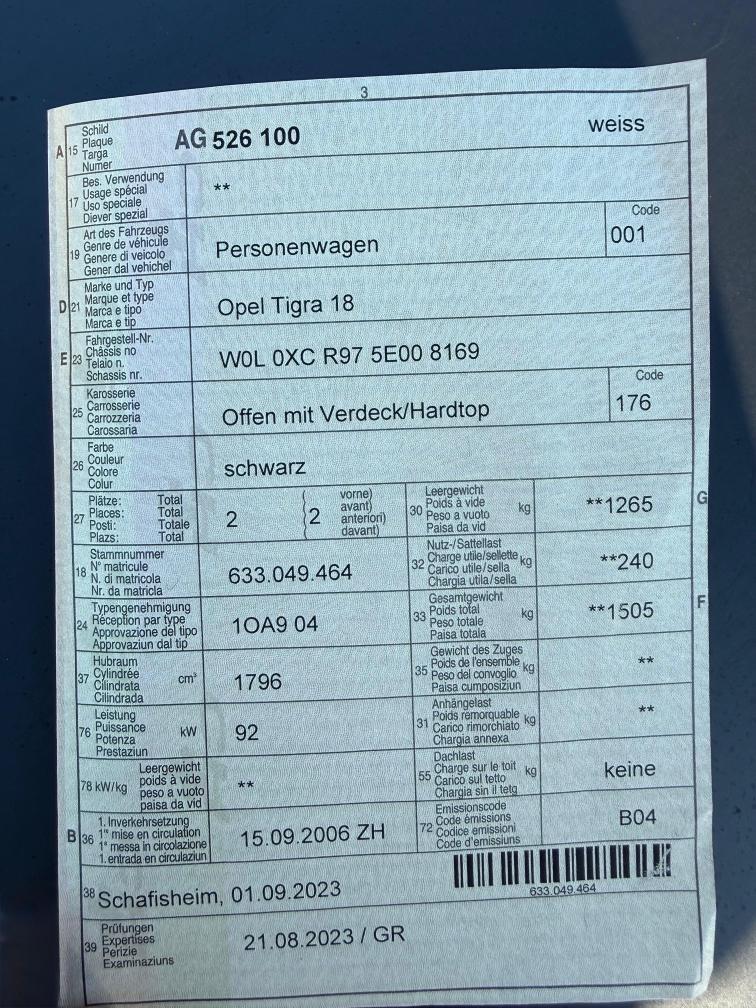 3
A 15 Schild AG 526 100 weiss
Plaque
Targa
Numer
17 Bes. Verwendung **
Usage spécial
Uso speciale
Diever spezial
19 Art des Fahrzeugs Personenwagen Code
Genre de véhicule 001
Genere di veicolo
Gener dal vehichel
D 21 Marke und Typ Opel Tigra 18
Marque et type
Marca e tipo
Marca e tip
E 23 Fahrgestell-Nr. W0L 0XC R97 5E00 8169
Châssis no
Telaio n.
Schassis nr.
25 Karosserie Offen mit Verdeck/Hardtop Code
Carrosserie 176
Carrozzeria
Carossaria
26 Farbe schwarz
Couleur
Colore
Colur
27 Plätze: Total 2 (2 vorne)
Places: Total avant)
Posti: Totale anteriori)
Plazs: Total davant)
30 Leergewicht kg **1265 G
Poids à vide
Peso a vuoto
Paisa da vid
18 Stammnummer 633.049.464
N° matricule
N. di matricola
Nr. da matricla
32 Nutz-/Sattellast kg **240
Charge utile/sellette
Carico utile/sella
Chargia utila/sella
24 Typengenehmigung 1OA9 04
Réception par type
Approvazione del tipo
Approvaziun dal tip
33 Gesamtgewicht kg **1505 F
Poids total
Peso totale
Paisa totala
37 Hubraum cm³ 1796
Cylindrée
Cilindrata
Cilindrada
35 Gewicht des Zuges kg **
Poids de l'ensemble
Peso del convoglio
Paisa cumposiziun
76 Leistung kW 92
Puissance
Potenza
Prestaziun
31 Anhängelast kg **
Poids remorquable
Carico rimorchiato
Chargia annexa
78 kW/kg Leergewicht **
poids à vide
peso a vuoto
paisa da vid
55 Dachlast kg keine
Charge sur le toit
Carico sul tetto
Chargia sin il tetg
B 36 1. Inverkehrsetzung 15.09.2006 ZH
1re mise en circulation
1a messa in circolazione
1. entrada en circulaziun
72 Emissionscode B04
Code émissions
Codice emissioni
Code d'emissiuns
38 Schafisheim, 01.09.2023
633.049.464
39 Prüfungen 21.08.2023 / GR
Expertises
Perizie
Examinaziuns